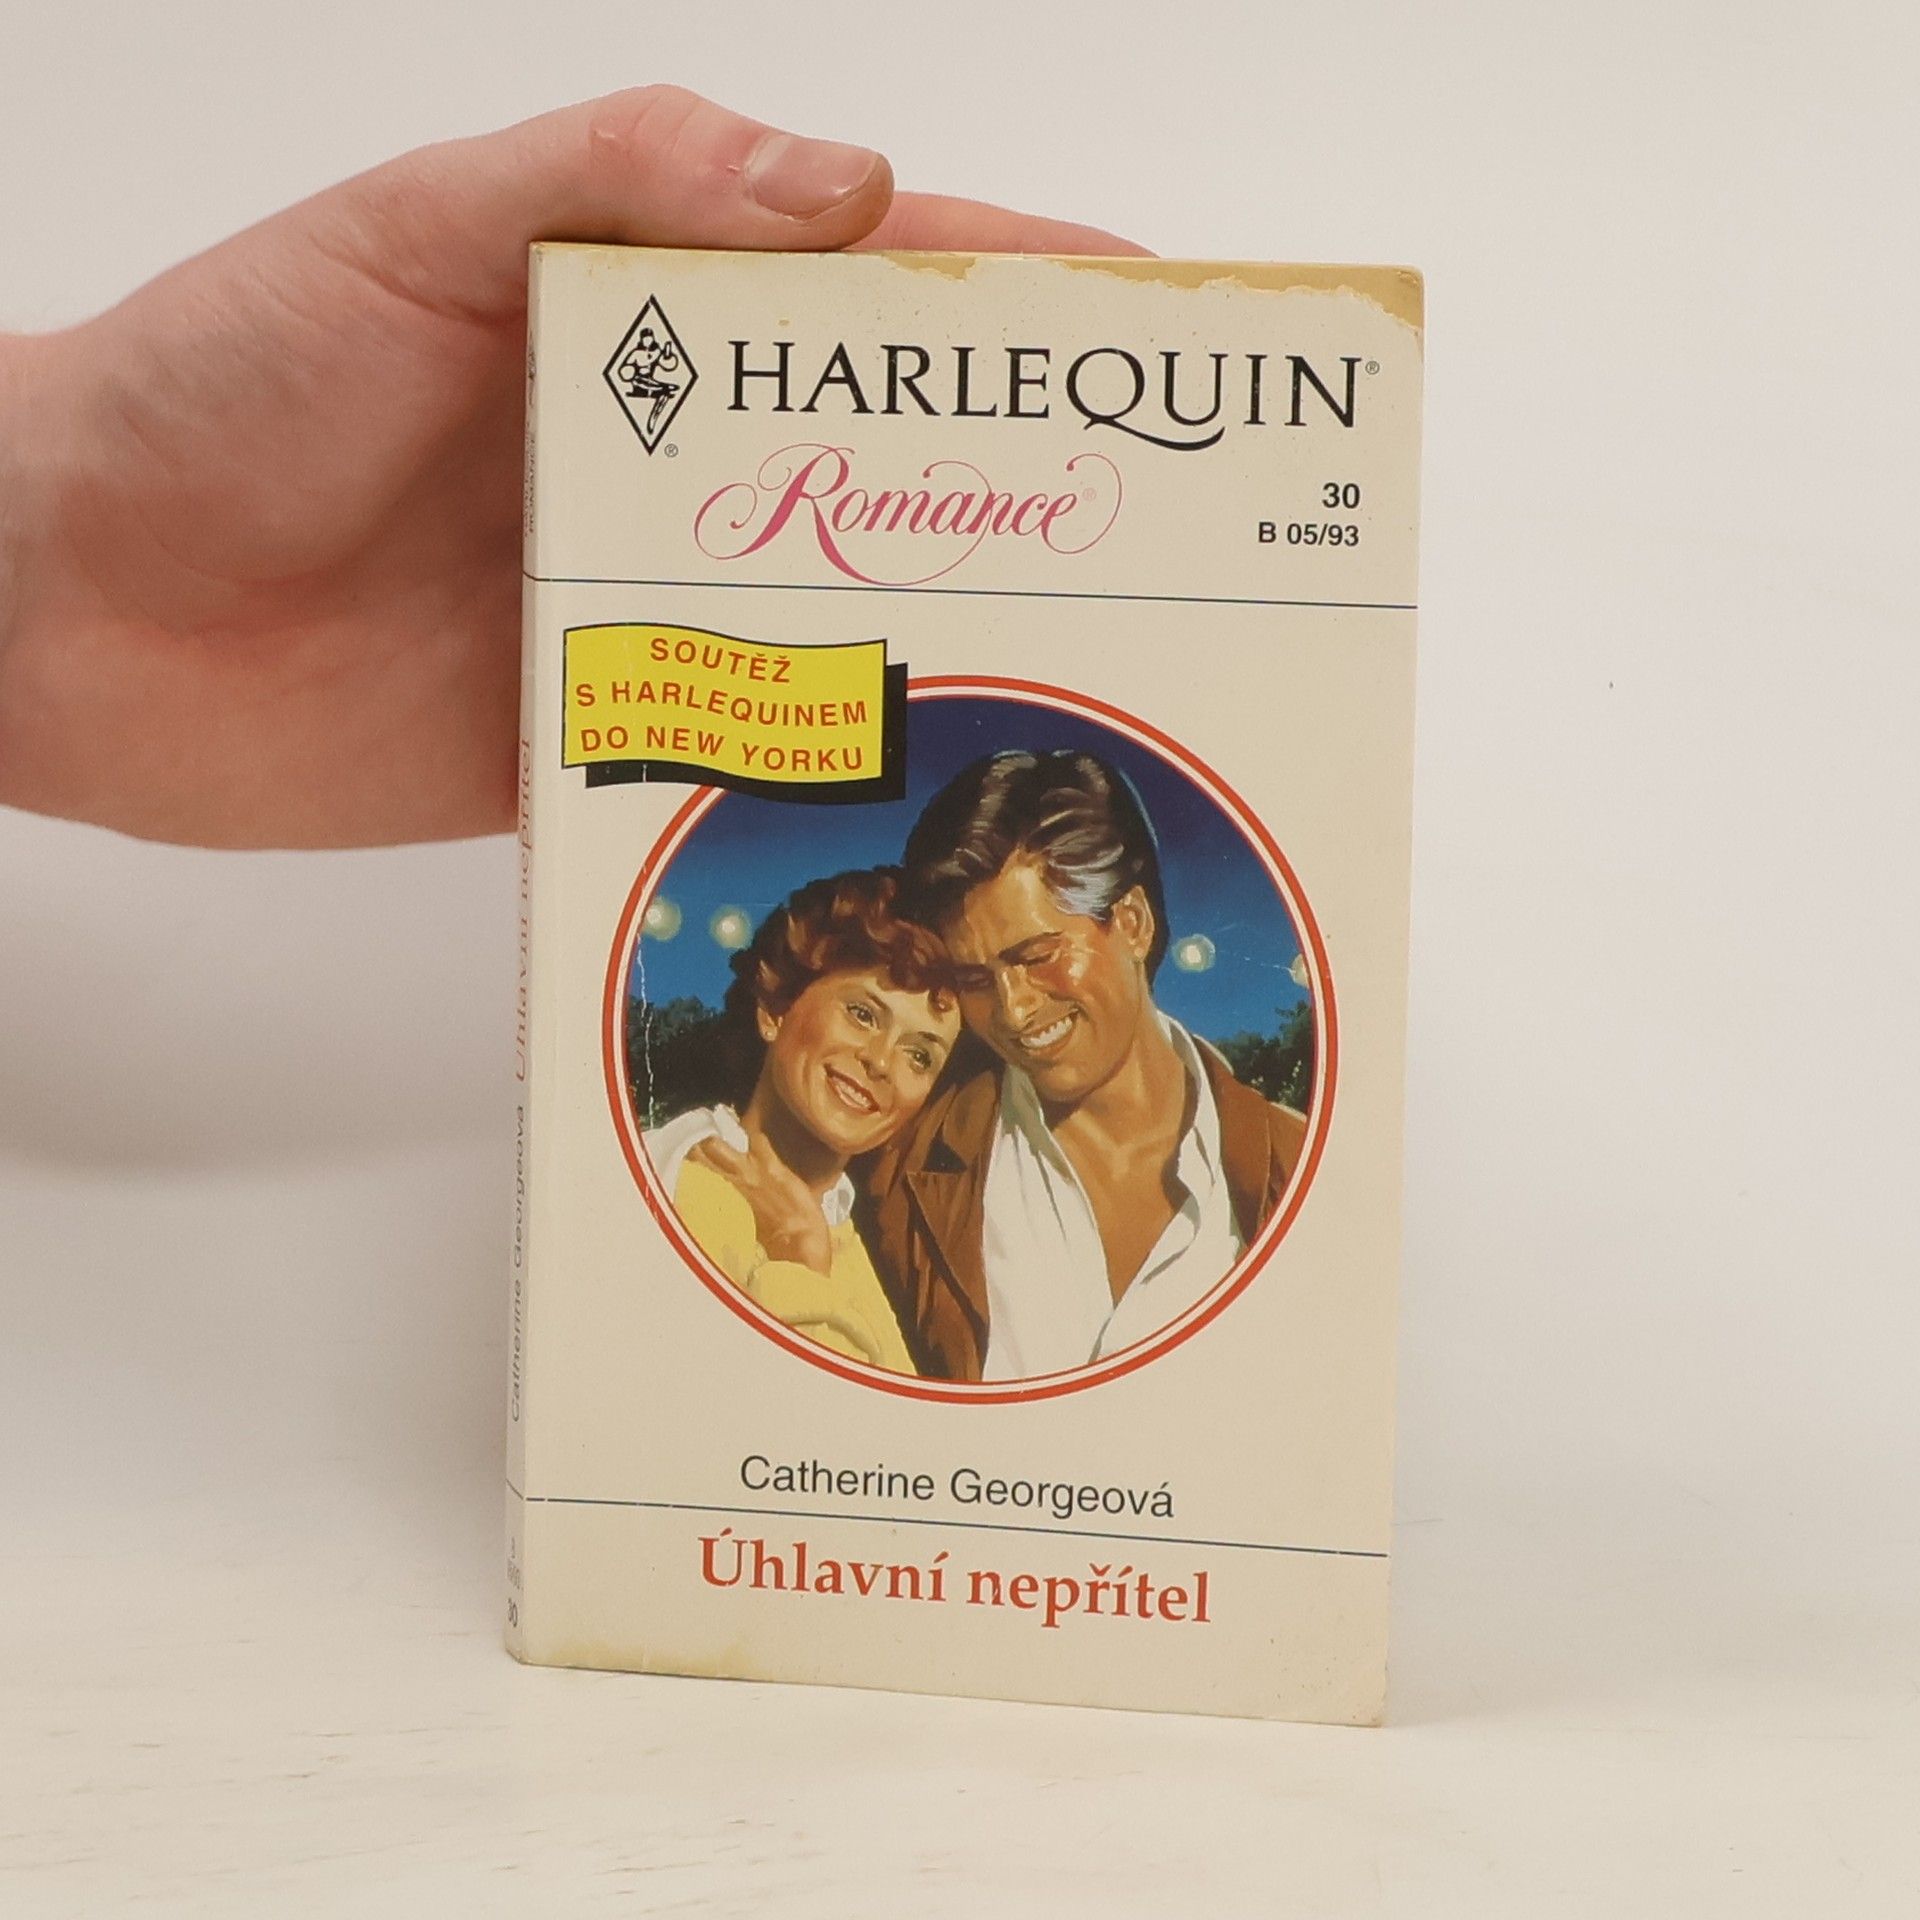 HARLEQUIN®
Romance®
30
B 05/93
SOUTĚŽ
S HARLEQUINEM
DO NEW YORKU
Catherine Georgeová
Úhlavní nepřítel
Catherine Georgeová Úhlavní nepřítel
ROMANCE
30